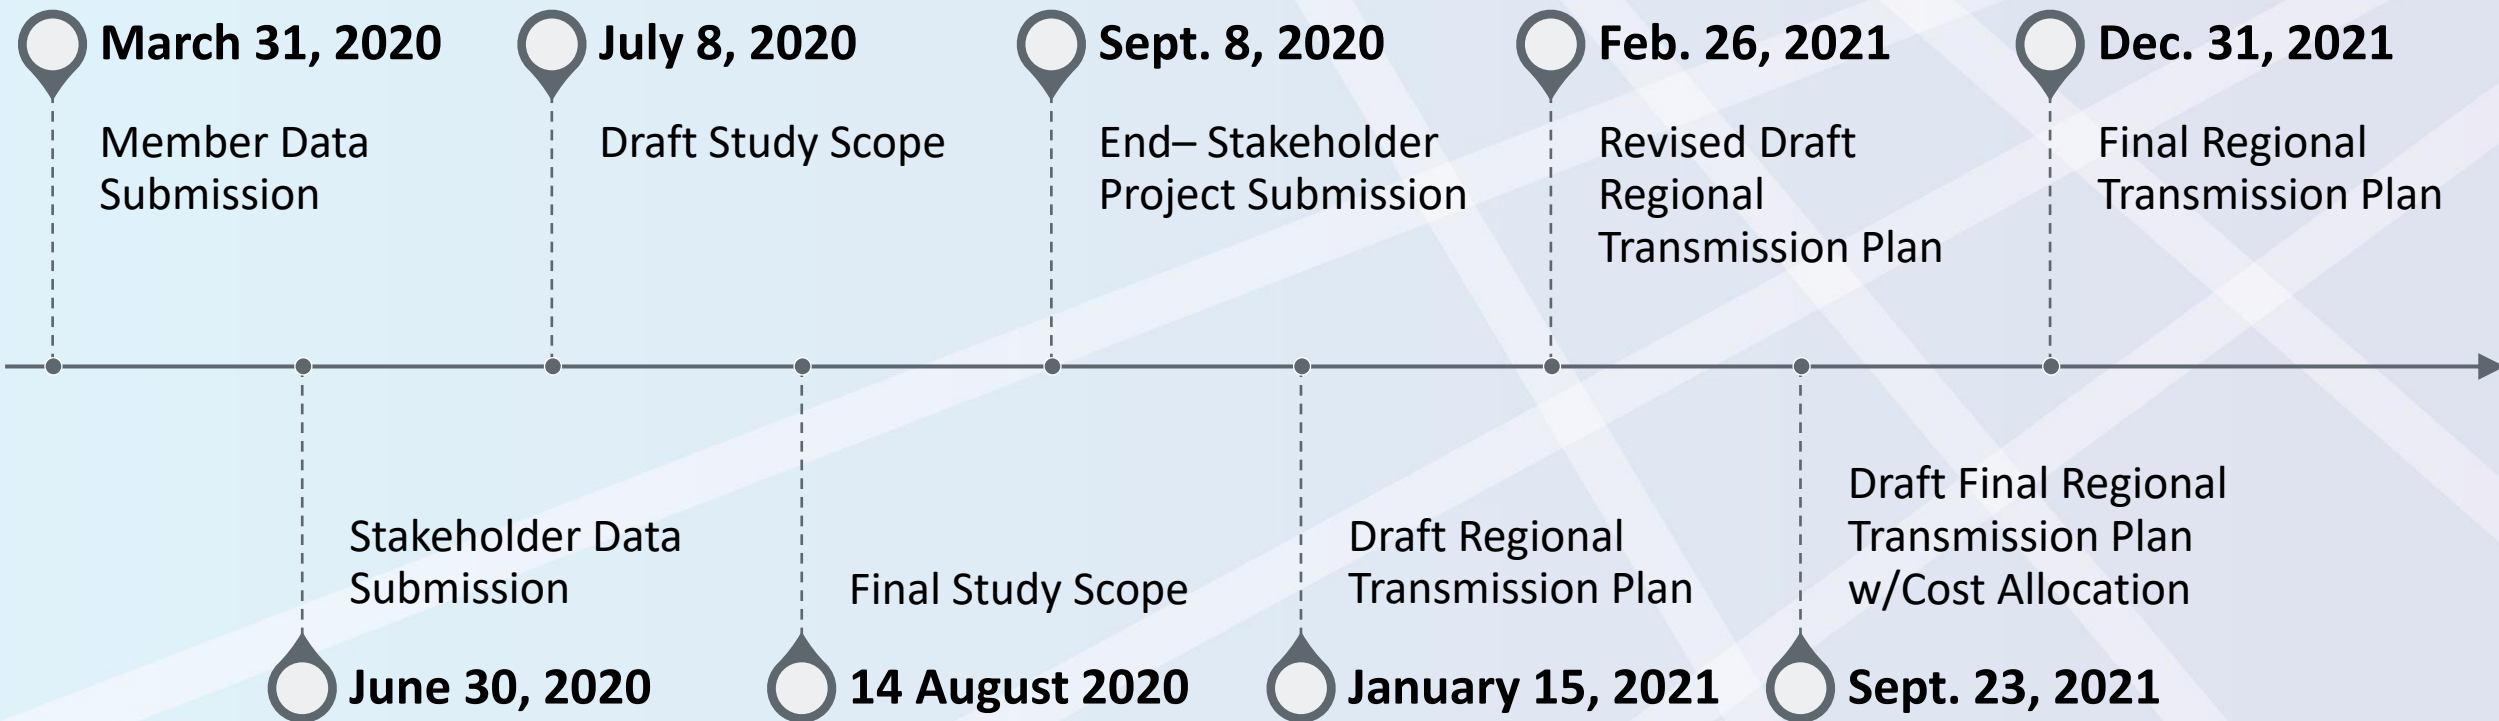 March 31, 2020
Member Data
Submission
July 8, 2020
Draft Study Scope
Sept. 8, 2020
End– Stakeholder
Project Submission
Feb. 26, 2021
Revised Draft
Regional
Transmission Plan
Dec. 31, 2021
Final Regional
Transmission Plan
Stakeholder Data
Submission
June 30, 2020
Final Study Scope
14 August 2020
Draft Regional
Transmission Plan
January 15, 2021
Draft Final Regional
Transmission Plan
w/Cost Allocation
Sept. 23, 2021